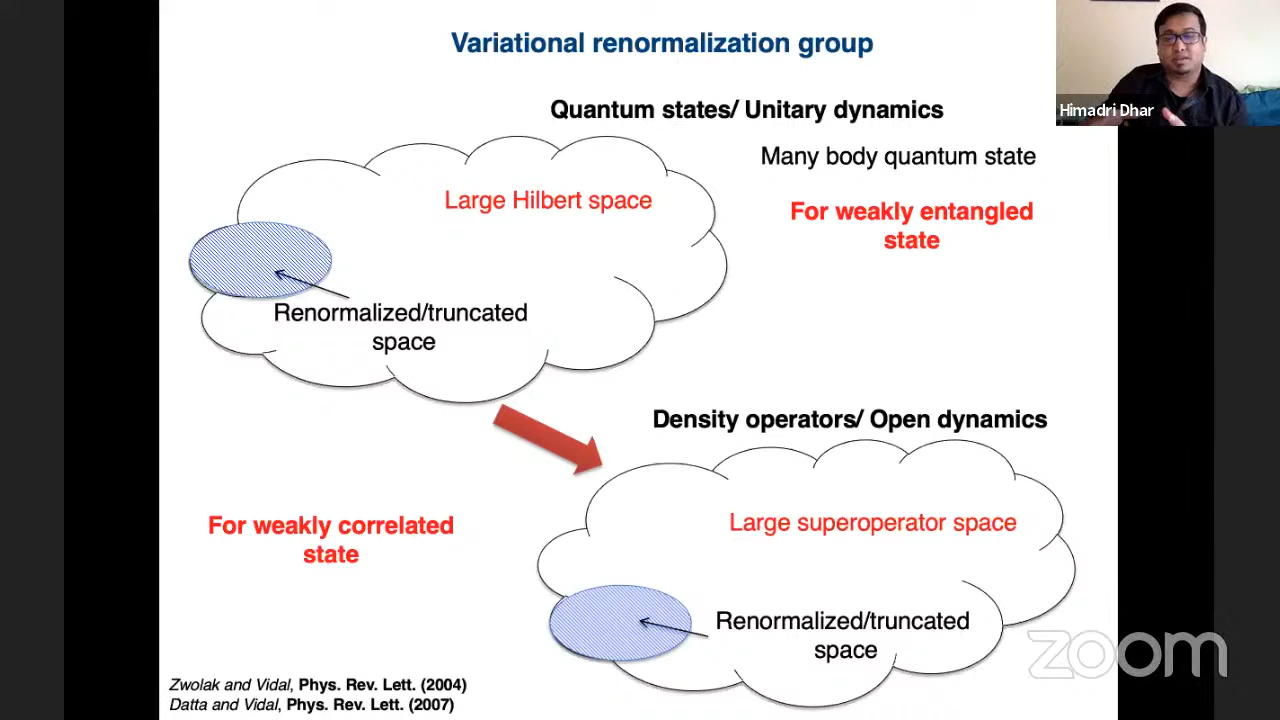 Variational renormalization group
Himadri Dhar
Quantum states/ Unitary dynamics
Many body quantum state
Large Hilbert space
For weakly entangled
state
Renormalized/truncated
space
Density operators/ Open dynamics
For weakly correlated
state
Large superoperator space
Renormalized/truncated
space
zoom
Zwolak and Vidal, Phys. Rev. Lett. (2004)
Datta and Vidal, Phys. Rev. Lett. (2007)